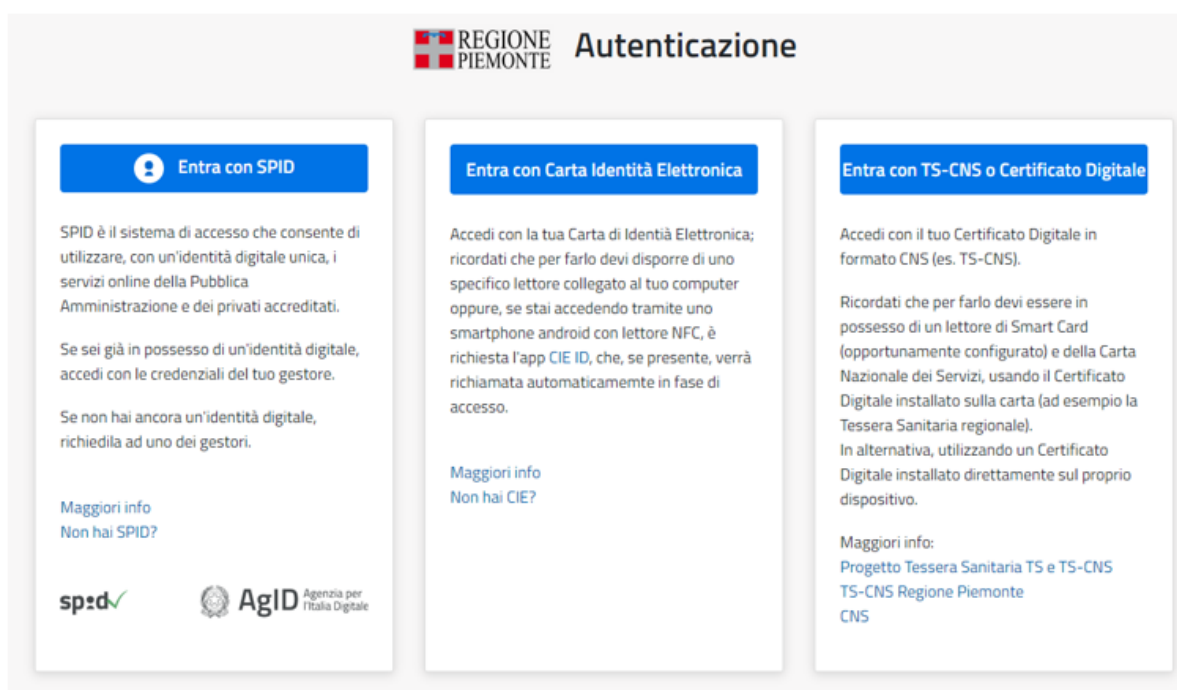 REGIONE
PIEMONTE
Autenticazione
Entra con SPID
SPID è il sistema di accesso che consente di
utilizzare, con un'identità digitale unica, i
servizi online della Pubblica
Amministrazione e dei privati accreditati.
Se sei già in possesso di un'identità digitale,
accedi con le credenziali del tuo gestore.
Se non hai ancora un'identità digitale,
richiedila ad uno dei gestori.
Maggiori info
Non hai SPID?
spid
AgID
Agenzia per
l'Italia Digitale
Entra con Carta Identità Elettronica
Accedi con la tua Carta di Identià Elettronica;
ricordati che per farlo devi disporre di uno
specifico lettore collegato al tuo computer
oppure, se stai accedendo tramite uno
smartphone android con lettore NFC, è
richiesta l'app CIE ID, che, se presente, verrà
richiamata automaticamemte in fase di
accesso.
Maggiori info
Non hai CIE?
Entra con TS-CNS o Certificato Digitale
Accedi con il tuo Certificato Digitale in
formato CNS (es. TS-CNS).
Ricordati che per farlo devi essere in
possesso di un lettore di Smart Card
(opportunamente configurato) e della Carta
Nazionale dei Servizi, usando il Certificato
Digitale installato sulla carta (ad esempio la
Tessera Sanitaria regionale).
In alternativa, utilizzando un Certificato
Digitale installato direttamente sul proprio
dispositivo.
Maggiori info:
Progetto Tessera Sanitaria TS e TS-CNS
TS-CNS Regione Piemonte
CNS